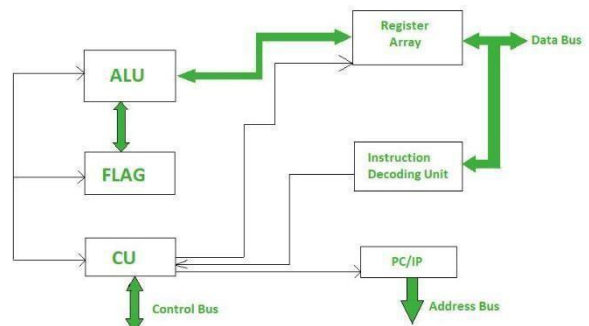 Register
Array
Data Bus
ALU
Instruction
Decoding Unit
FLAG
CU
PC/IP
Control Bus
Address Bus